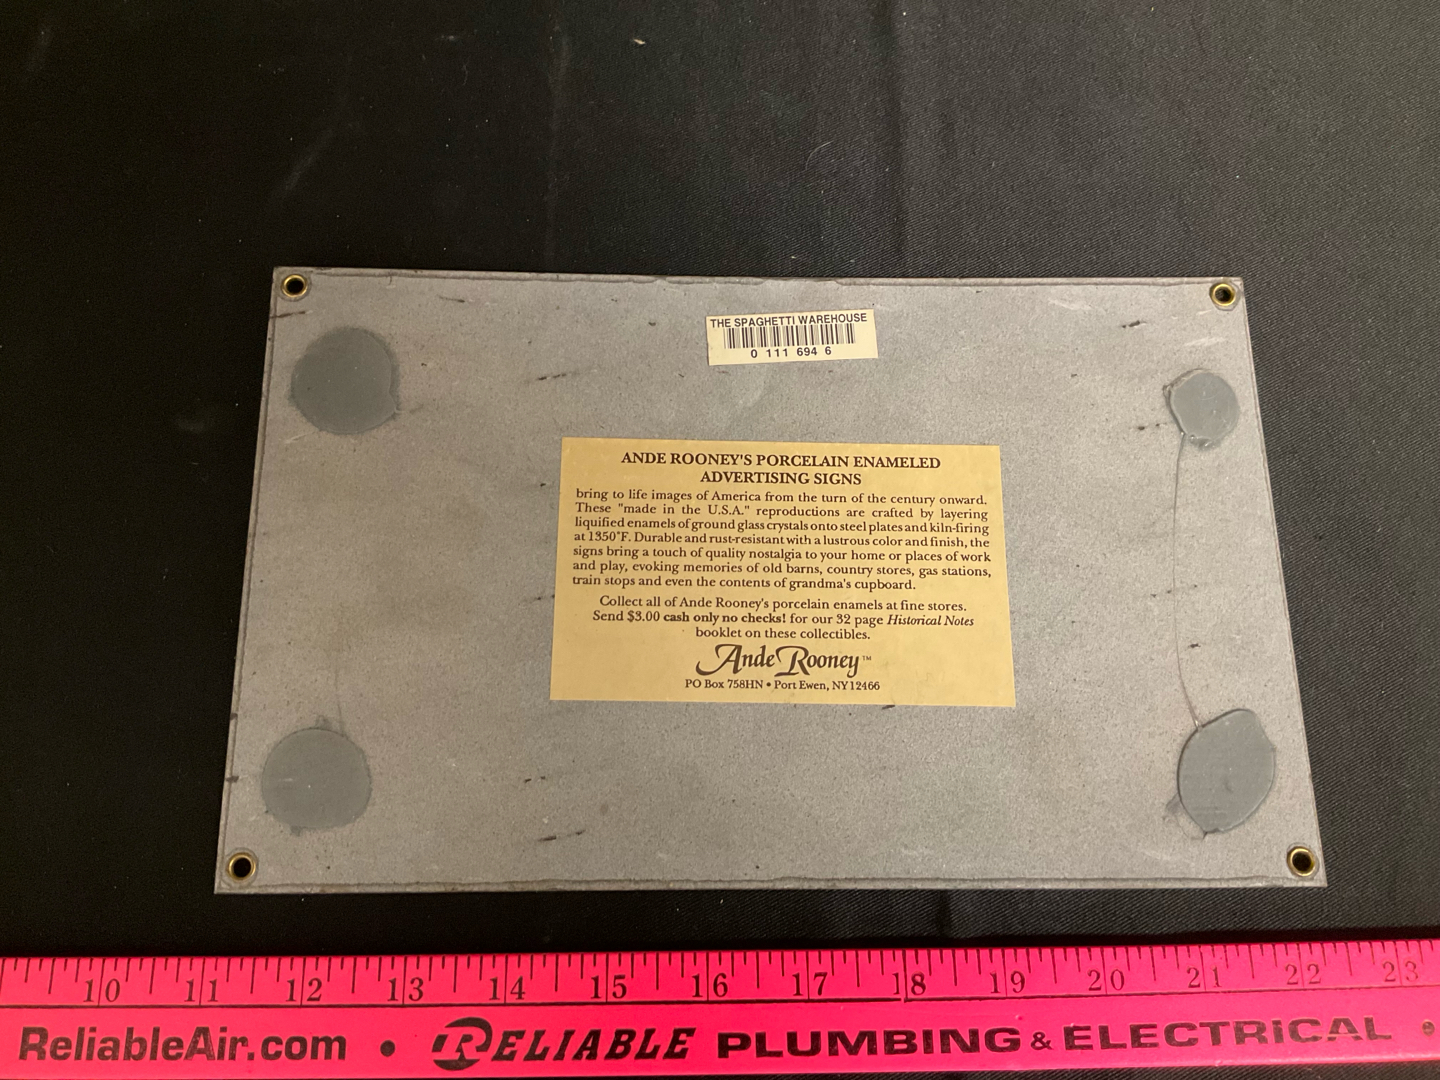 THE SPAGHETTI WAREHOUSE
0 111 694 6
ANDE ROONEY'S PORCELAIN ENAMELED
ADVERTISING SIGNS
bring to life images of America from the turn of the century onward.
These "made in the U.S.A." reproductions are crafted by layering
liquified enamels of ground glass crystals onto steel plates and kiln-firing
at 1350°F. Durable and rust-resistant with a lustrous color and finish, the
signs bring a touch of quality nostalgia to your home or places of work
and play, evoking memories of old barns, country stores, gas stations,
train stops and even the contents of grandma's cupboard.
Collect all of Ande Rooney's porcelain enamels at fine stores.
Send $3.00 cash only no checks! for our 32 page Historical Notes
booklet on these collectibles.
Ande Rooney™
PO Box 758HN • Port Ewen, NY 12466
10 11 12 13 14 15 16 17 18 19 20 21 22 23
ReliableAir.com • RELIABLE PLUMBING & ELECTRICAL •